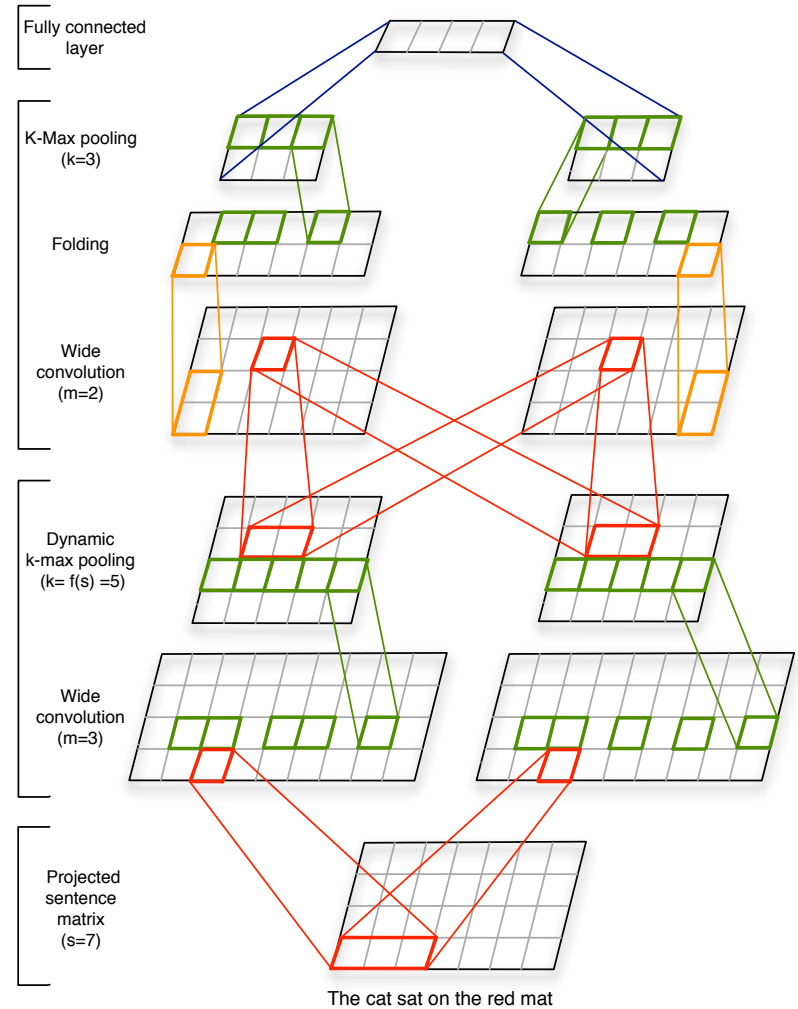 Fully connected
layer
K-Max pooling
(k=3)
Folding
Wide
convolution
(m=2)
Dynamic
k-max pooling
(k= f(s) =5)
Wide
convolution
(m=3)
Projected
sentence
matrix
(s=7)
The cat sat on the red mat